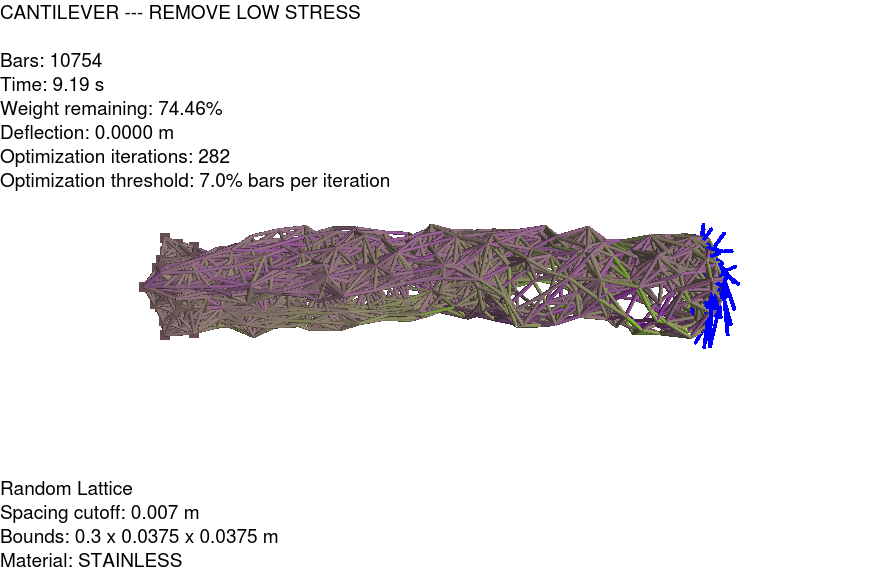 CANTILEVER --- REMOVE LOW STRESS
Bars: 10754
Time: 9.19 s
Weight remaining: 74.46%
Deflection: 0.0000 m
Optimization iterations: 282
Optimization threshold: 7.0% bars per iteration
Random Lattice
Spacing cutoff: 0.007 m
Bounds: 0.3 x 0.0375 x 0.0375 m
Material: STAINLESS